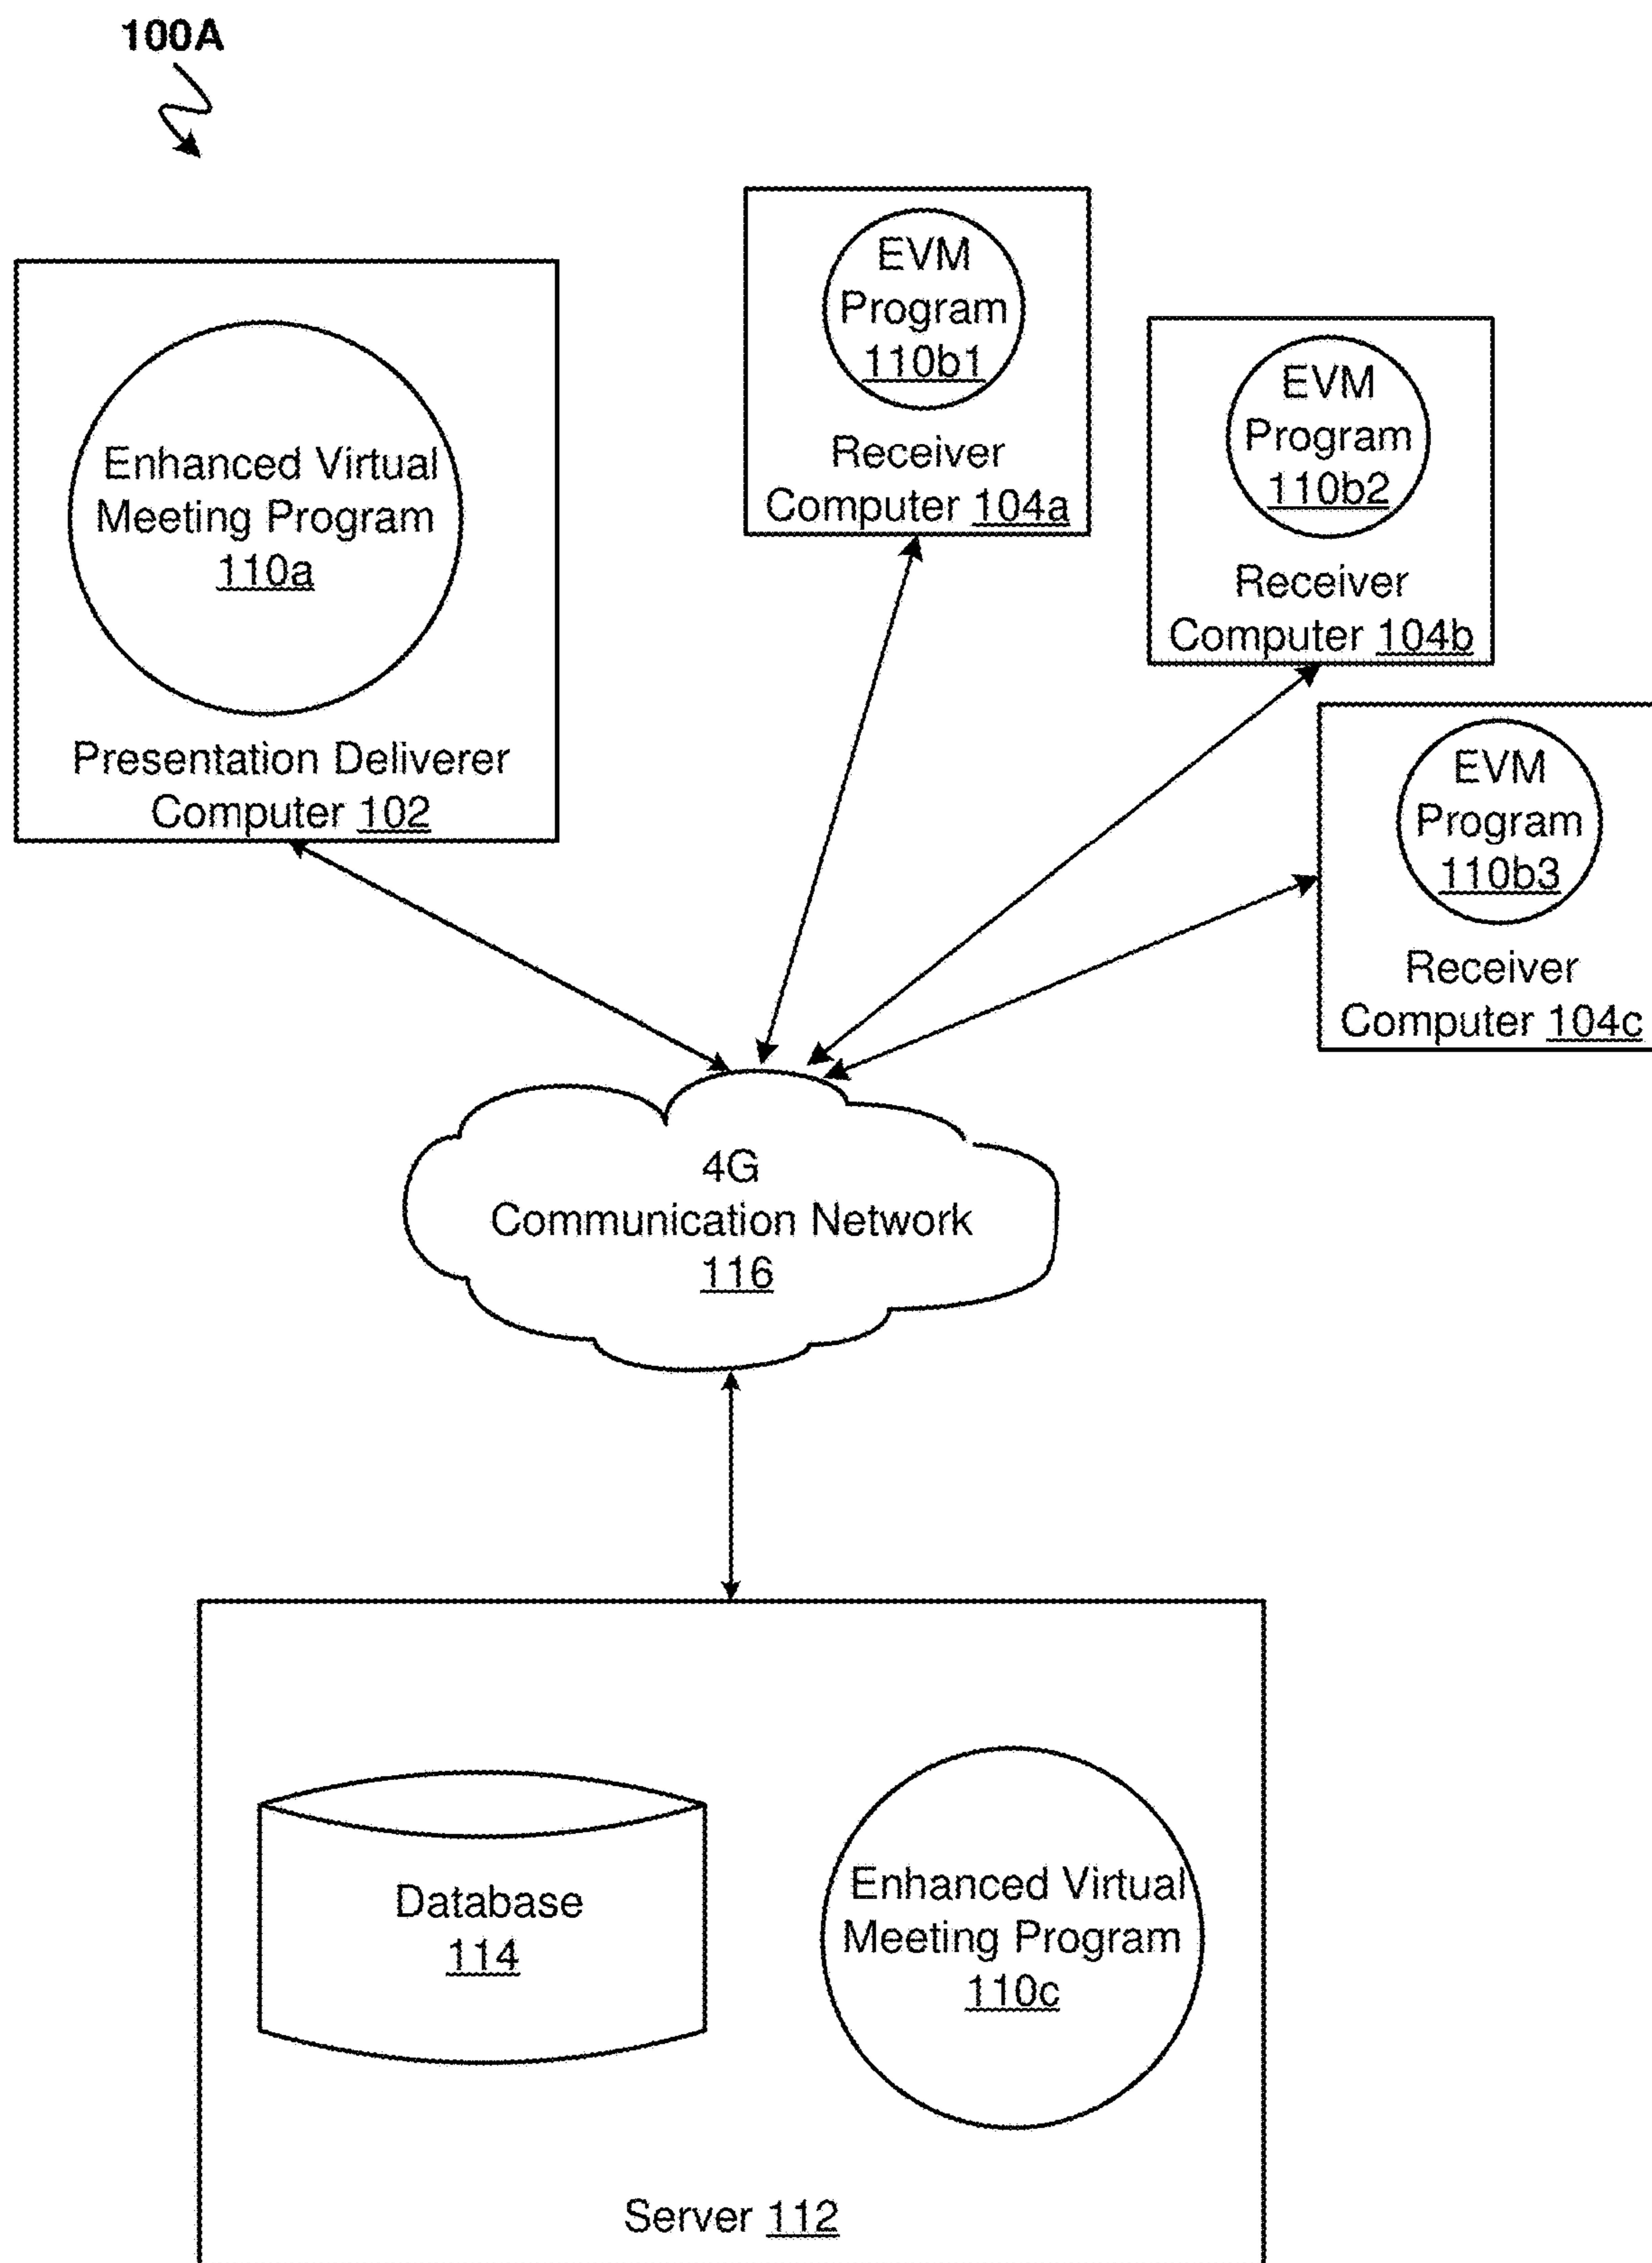 100A
Enhanced Virtual
Meeting Program
110a
Presentation Deliverer
Computer 102
EVM
Program
110b1
Receiver
Computer 104a
EVM
Program
110b2
Receiver
Computer 104b
EVM
Program
110b3
Receiver
Computer 104c
4G
Communication Network
116
Database
114
Enhanced Virtual
Meeting Program
110c
Server 112